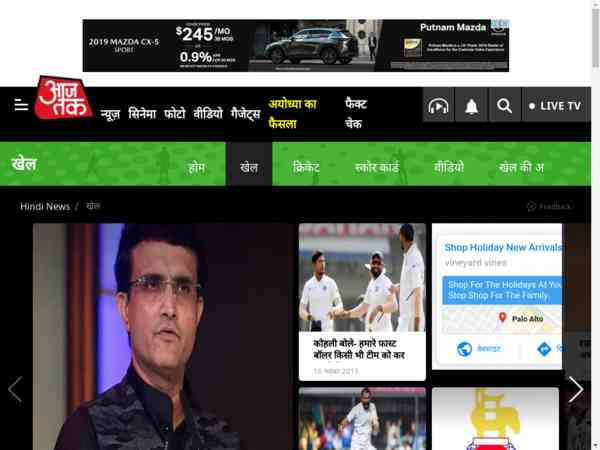 2019 MAZDA CX-5
SPORT
$245 /MO
36 MOS
OR
0.9% APR
Putnam Mazda
आज तक
न्यूज़ सिनेमा फोटो वीडियो गैजेट्स अयोध्या का फैसला फैक्ट चेक
LIVE TV
खेल
होम खेल क्रिकेट स्कोर कार्ड वीडियो खेल की अ
Hindi News / खेल
Feedback
कोहली बोले- हमारे फास्ट
बॉलर किसी भी टीम को कर
16 नवंबर 2019
Shop Holiday New Arrivals
vineyard vines
Shop For The Holidays At You
Stop Shop For The Family.
Palo Alto
वेबसाइट